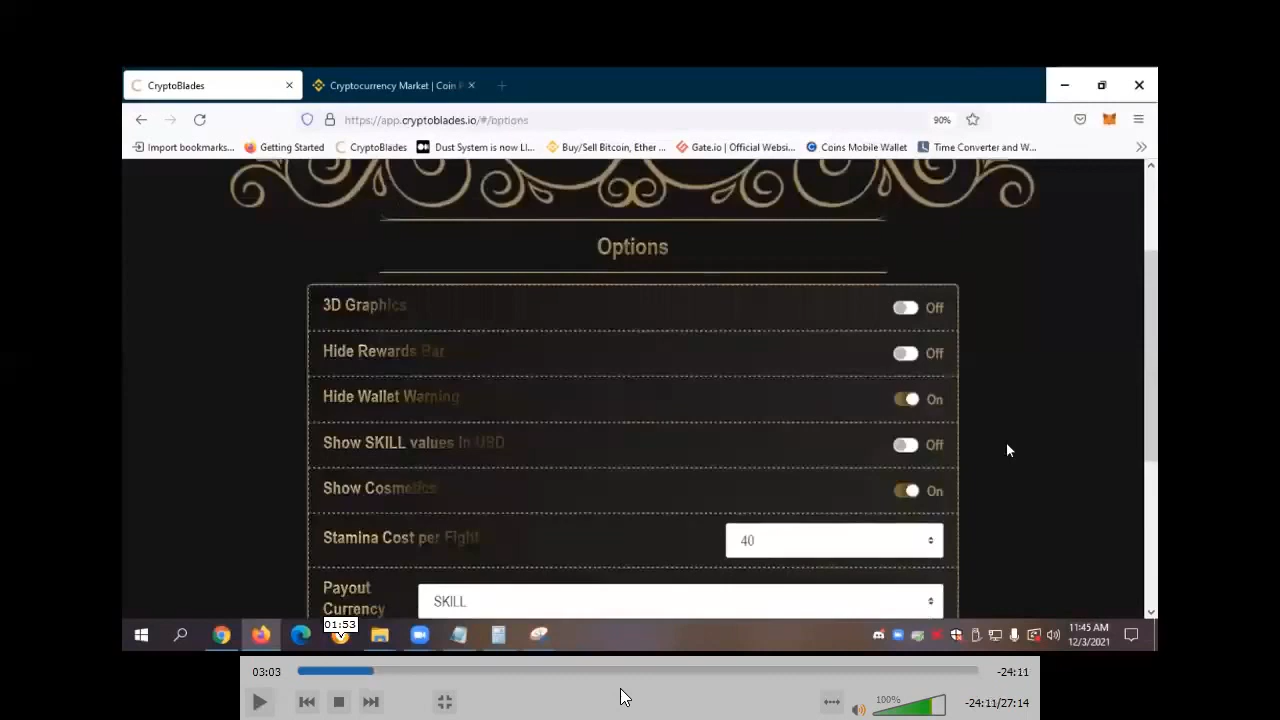 CryptoBlades
Cryptocurrency Market | Coin P
https://app.cryptoblades.io/#/options
90%
Import bookmarks...
Getting Started
CryptoBlades
Dust System is now LI...
Buy/Sell Bitcoin, Ether ...
Gate.io | Official Websi...
Coins Mobile Wallet
Time Converter and W...
Options
3D Graphics
Off
Hide Rewards Bar
Off
Hide Wallet Warning
On
Show SKILL values in USD
Off
Show Cosmetics
On
Stamina Cost per Fight
40
Payout
Currency
SKILL
01:53
11:45 AM
12/3/2021
03:03
-24:11
100%
-24:11/27:14